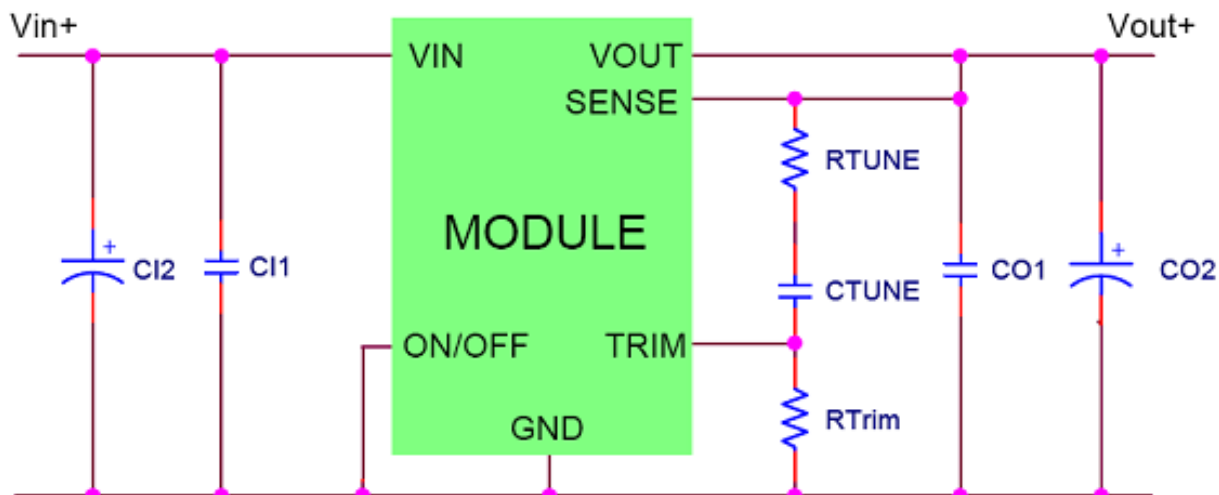 Vin+
Vout+
VIN
VOUT
SENSE
RTUNE
MODULE
+
CI2
CI1
CTUNE
CO1
+
CO2
ON/OFF
TRIM
GND
RTrim